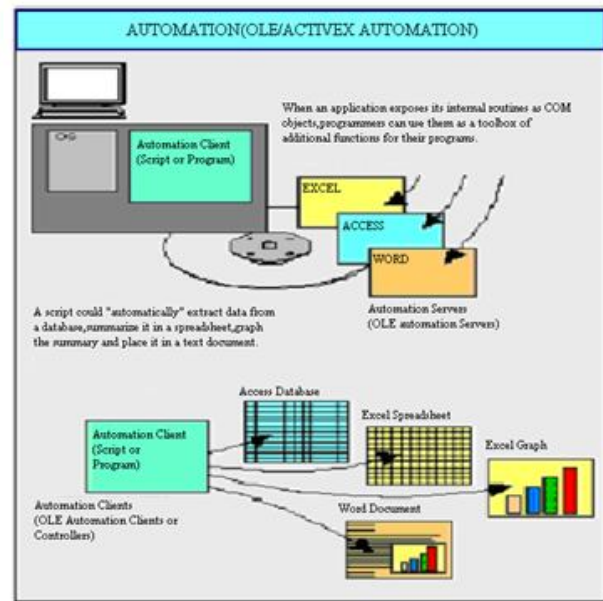 AUTOMATION(OLE/ACTIVEX AUTOMATION)
When an application exposes its internal routines as COM
objects,programmers can use them as a toolbox of
additional functions for their programs.
OS
Automation Client
(Script or Program)
EXCEL
ACCESS
WORD
Automation Servers
(OLE automation Servers)
A script could "automatically" extract data from
a database,summarize it in a spreadsheet,graph
the summary and place it in a text document.
Access Database
Excel Spreadsheet
Excel Graph
Automation Client
(Script or
Program)
Automation Clients
(OLE Automation Clients or
Controllers)
Word Document